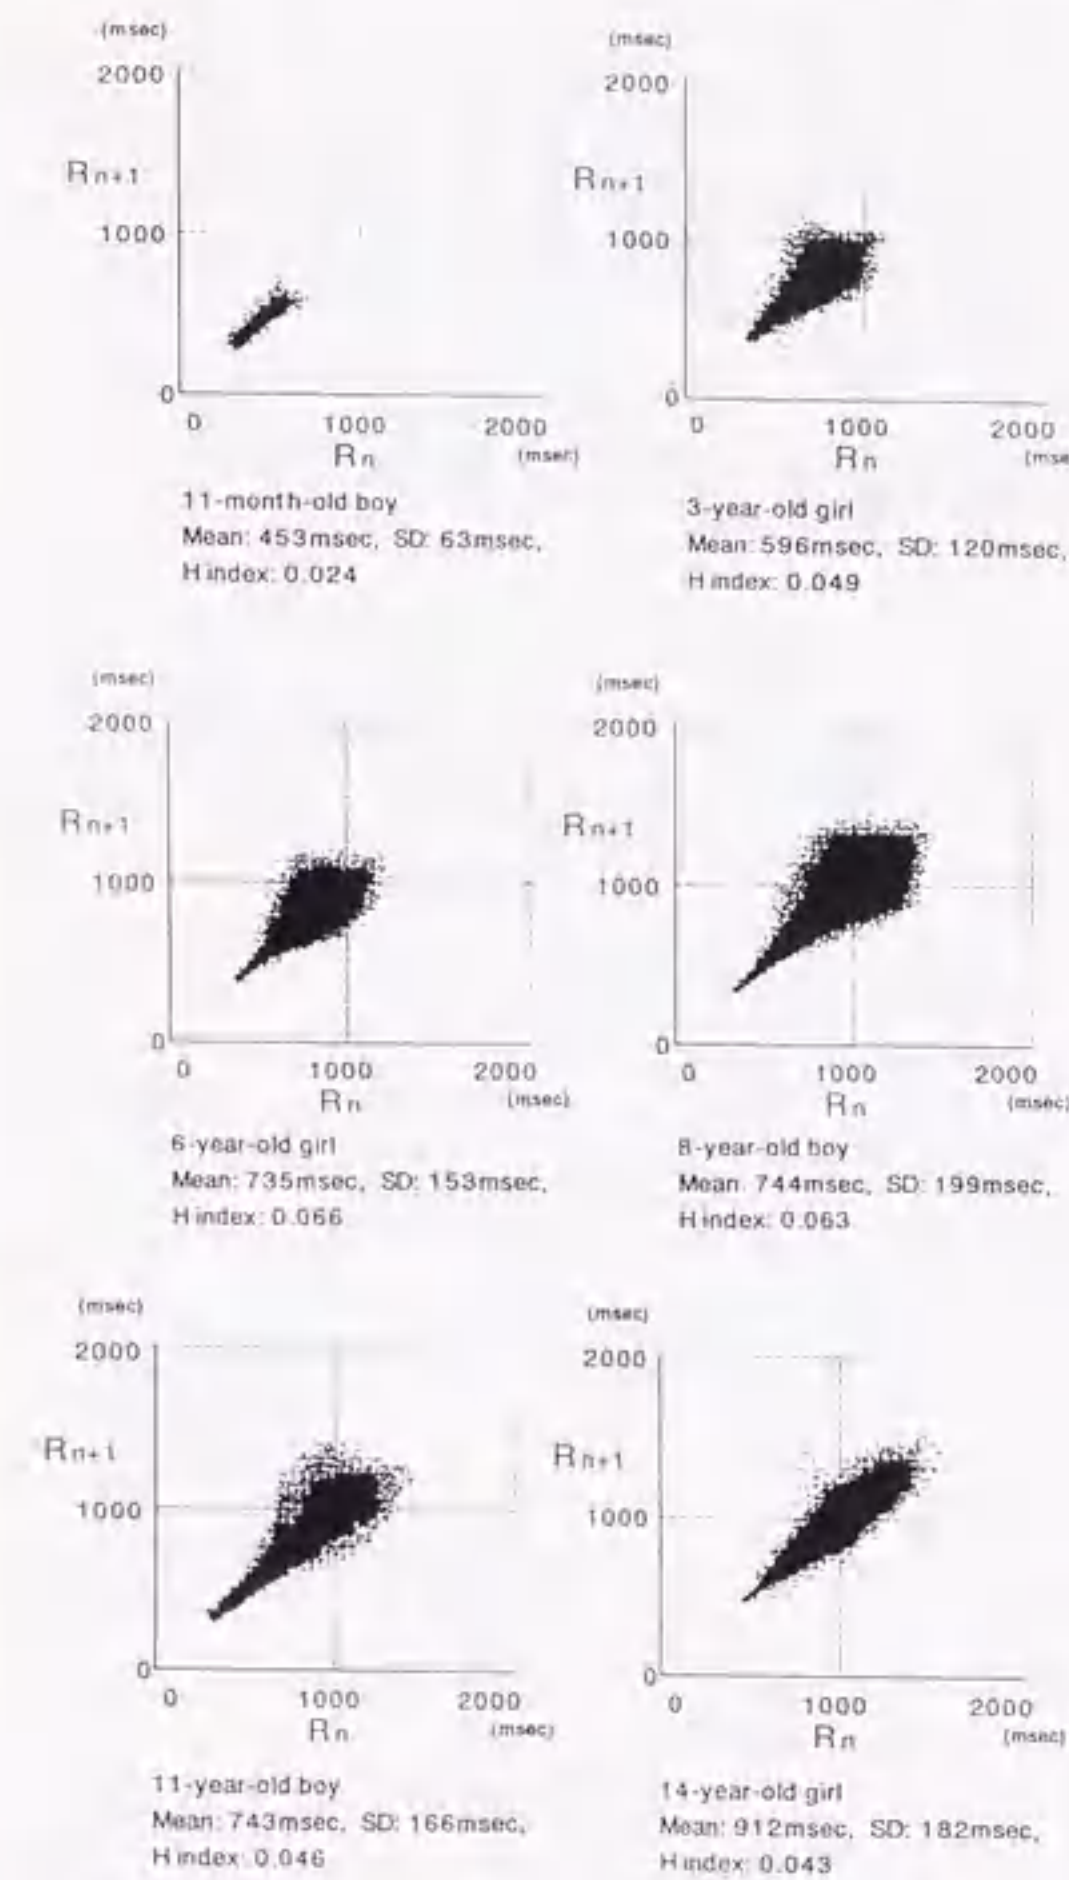 (msec)
2000
Rn+1
1000
0
0 1000 2000
Rn (msec)
11-month-old boy
Mean: 453msec, SD: 63msec,
H index: 0.024
(msec)
2000
Rn+1
1000
0
0 1000 2000
Rn
3-year-old girl
Mean: 596msec, SD: 120msec,
H index: 0.049
(msec)
2000
Rn+1
1000
0
0 1000 2000
Rn (msec)
6-year-old girl
Mean: 735msec, SD: 153msec,
H index: 0.066
(msec)
2000
Rn+1
1000
0
0 1000 2000
Rn (msec)
8-year-old boy
Mean: 744msec, SD: 199msec,
H index: 0.063
(msec)
2000
Rn+1
1000
0
0 1000 2000
Rn (msec)
11-year-old boy
Mean: 743msec, SD: 166msec,
H index: 0.046
(msec)
2000
Rn+1
1000
0
0 1000 2000
Rn (msec)
14-year-old girl
Mean: 912msec, SD: 182msec,
H index: 0.043